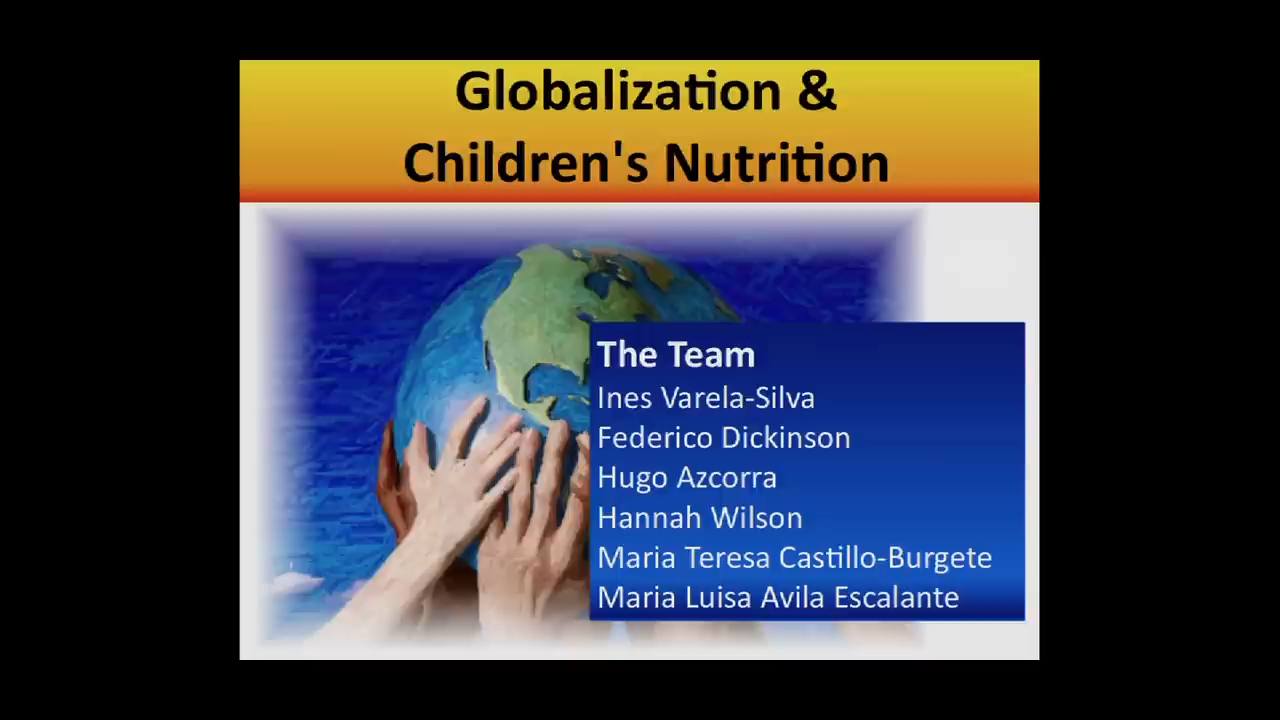 Globalization &
Children's Nutrition
The Team
Ines Varela-Silva
Federico Dickinson
Hugo Azcorra
Hannah Wilson
Maria Teresa Castillo-Burgete
Maria Luisa Avila Escalante